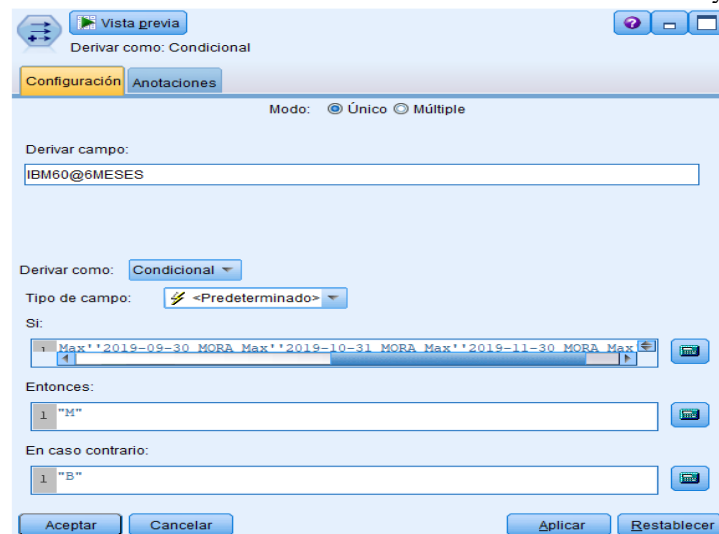 Vista previa
Derivar como: Condicional
Configuración Anotaciones
Modo: Único Múltiple
Derivar campo:
IBM60@6MESES
Derivar como: Condicional
Tipo de campo: <Predeterminado>
Si:
1 Max''2019-09-30_MORA_Max''2019-10-31_MORA_Max''2019-11-30_MORA_Max
Entonces:
1 "M"
En caso contrario:
1 "B"
Aceptar Cancelar Aplicar Restablecer